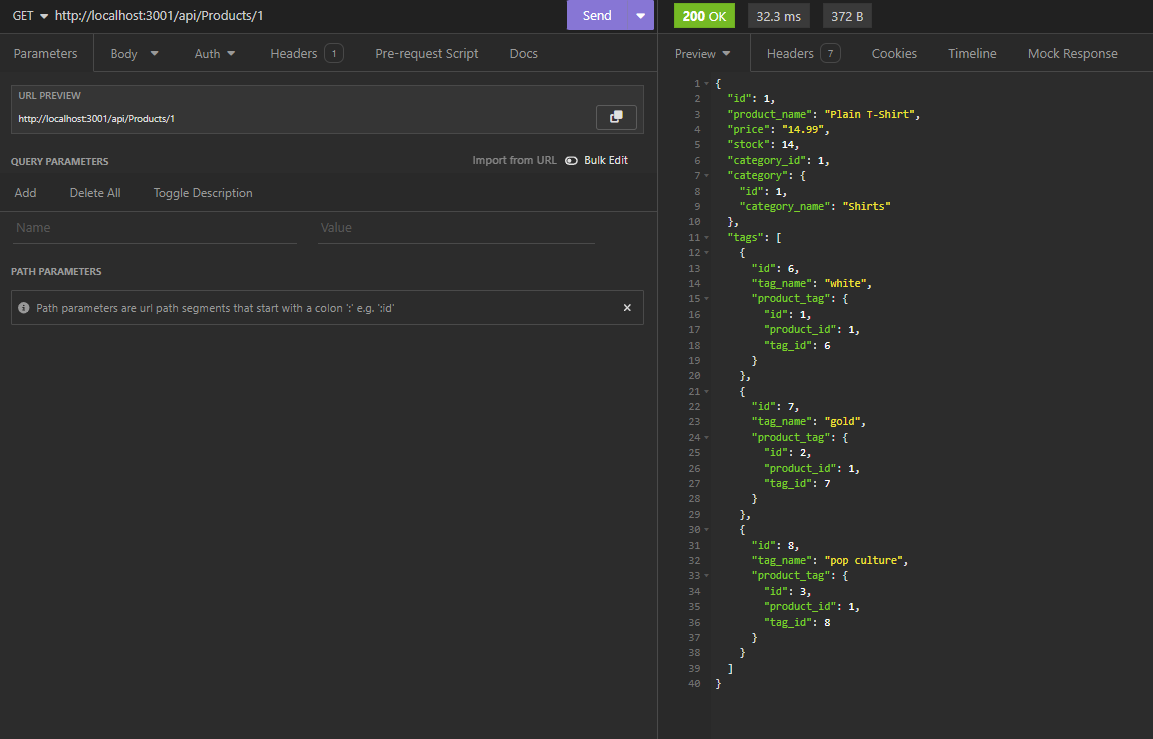 GET http://localhost:3001/api/Products/1 Send
Parameters Body Auth Headers 1 Pre-request Script Docs
URL PREVIEW
http://localhost:3001/api/Products/1
QUERY PARAMETERS Import from URL Bulk Edit
Add Delete All Toggle Description
Name Value
PATH PARAMETERS
Path parameters are url path segments that start with a colon ':' e.g. ':id'
200 OK 32.3 ms 372 B
Preview Headers 7 Cookies Timeline Mock Response
1 {
2 "id": 1,
3 "product_name": "Plain T-Shirt",
4 "price": "14.99",
5 "stock": 14,
6 "category_id": 1,
7 "category": {
8 "id": 1,
9 "category_name": "Shirts"
10 },
11 "tags": [
12 {
13 "id": 6,
14 "tag_name": "white",
15 "product_tag": {
16 "id": 1,
17 "product_id": 1,
18 "tag_id": 6
19 }
20 },
21 {
22 "id": 7,
23 "tag_name": "gold",
24 "product_tag": {
25 "id": 2,
26 "product_id": 1,
27 "tag_id": 7
28 }
29 },
30 {
31 "id": 8,
32 "tag_name": "pop culture",
33 "product_tag": {
34 "id": 3,
35 "product_id": 1,
36 "tag_id": 8
37 }
38 }
39 ]
40 }